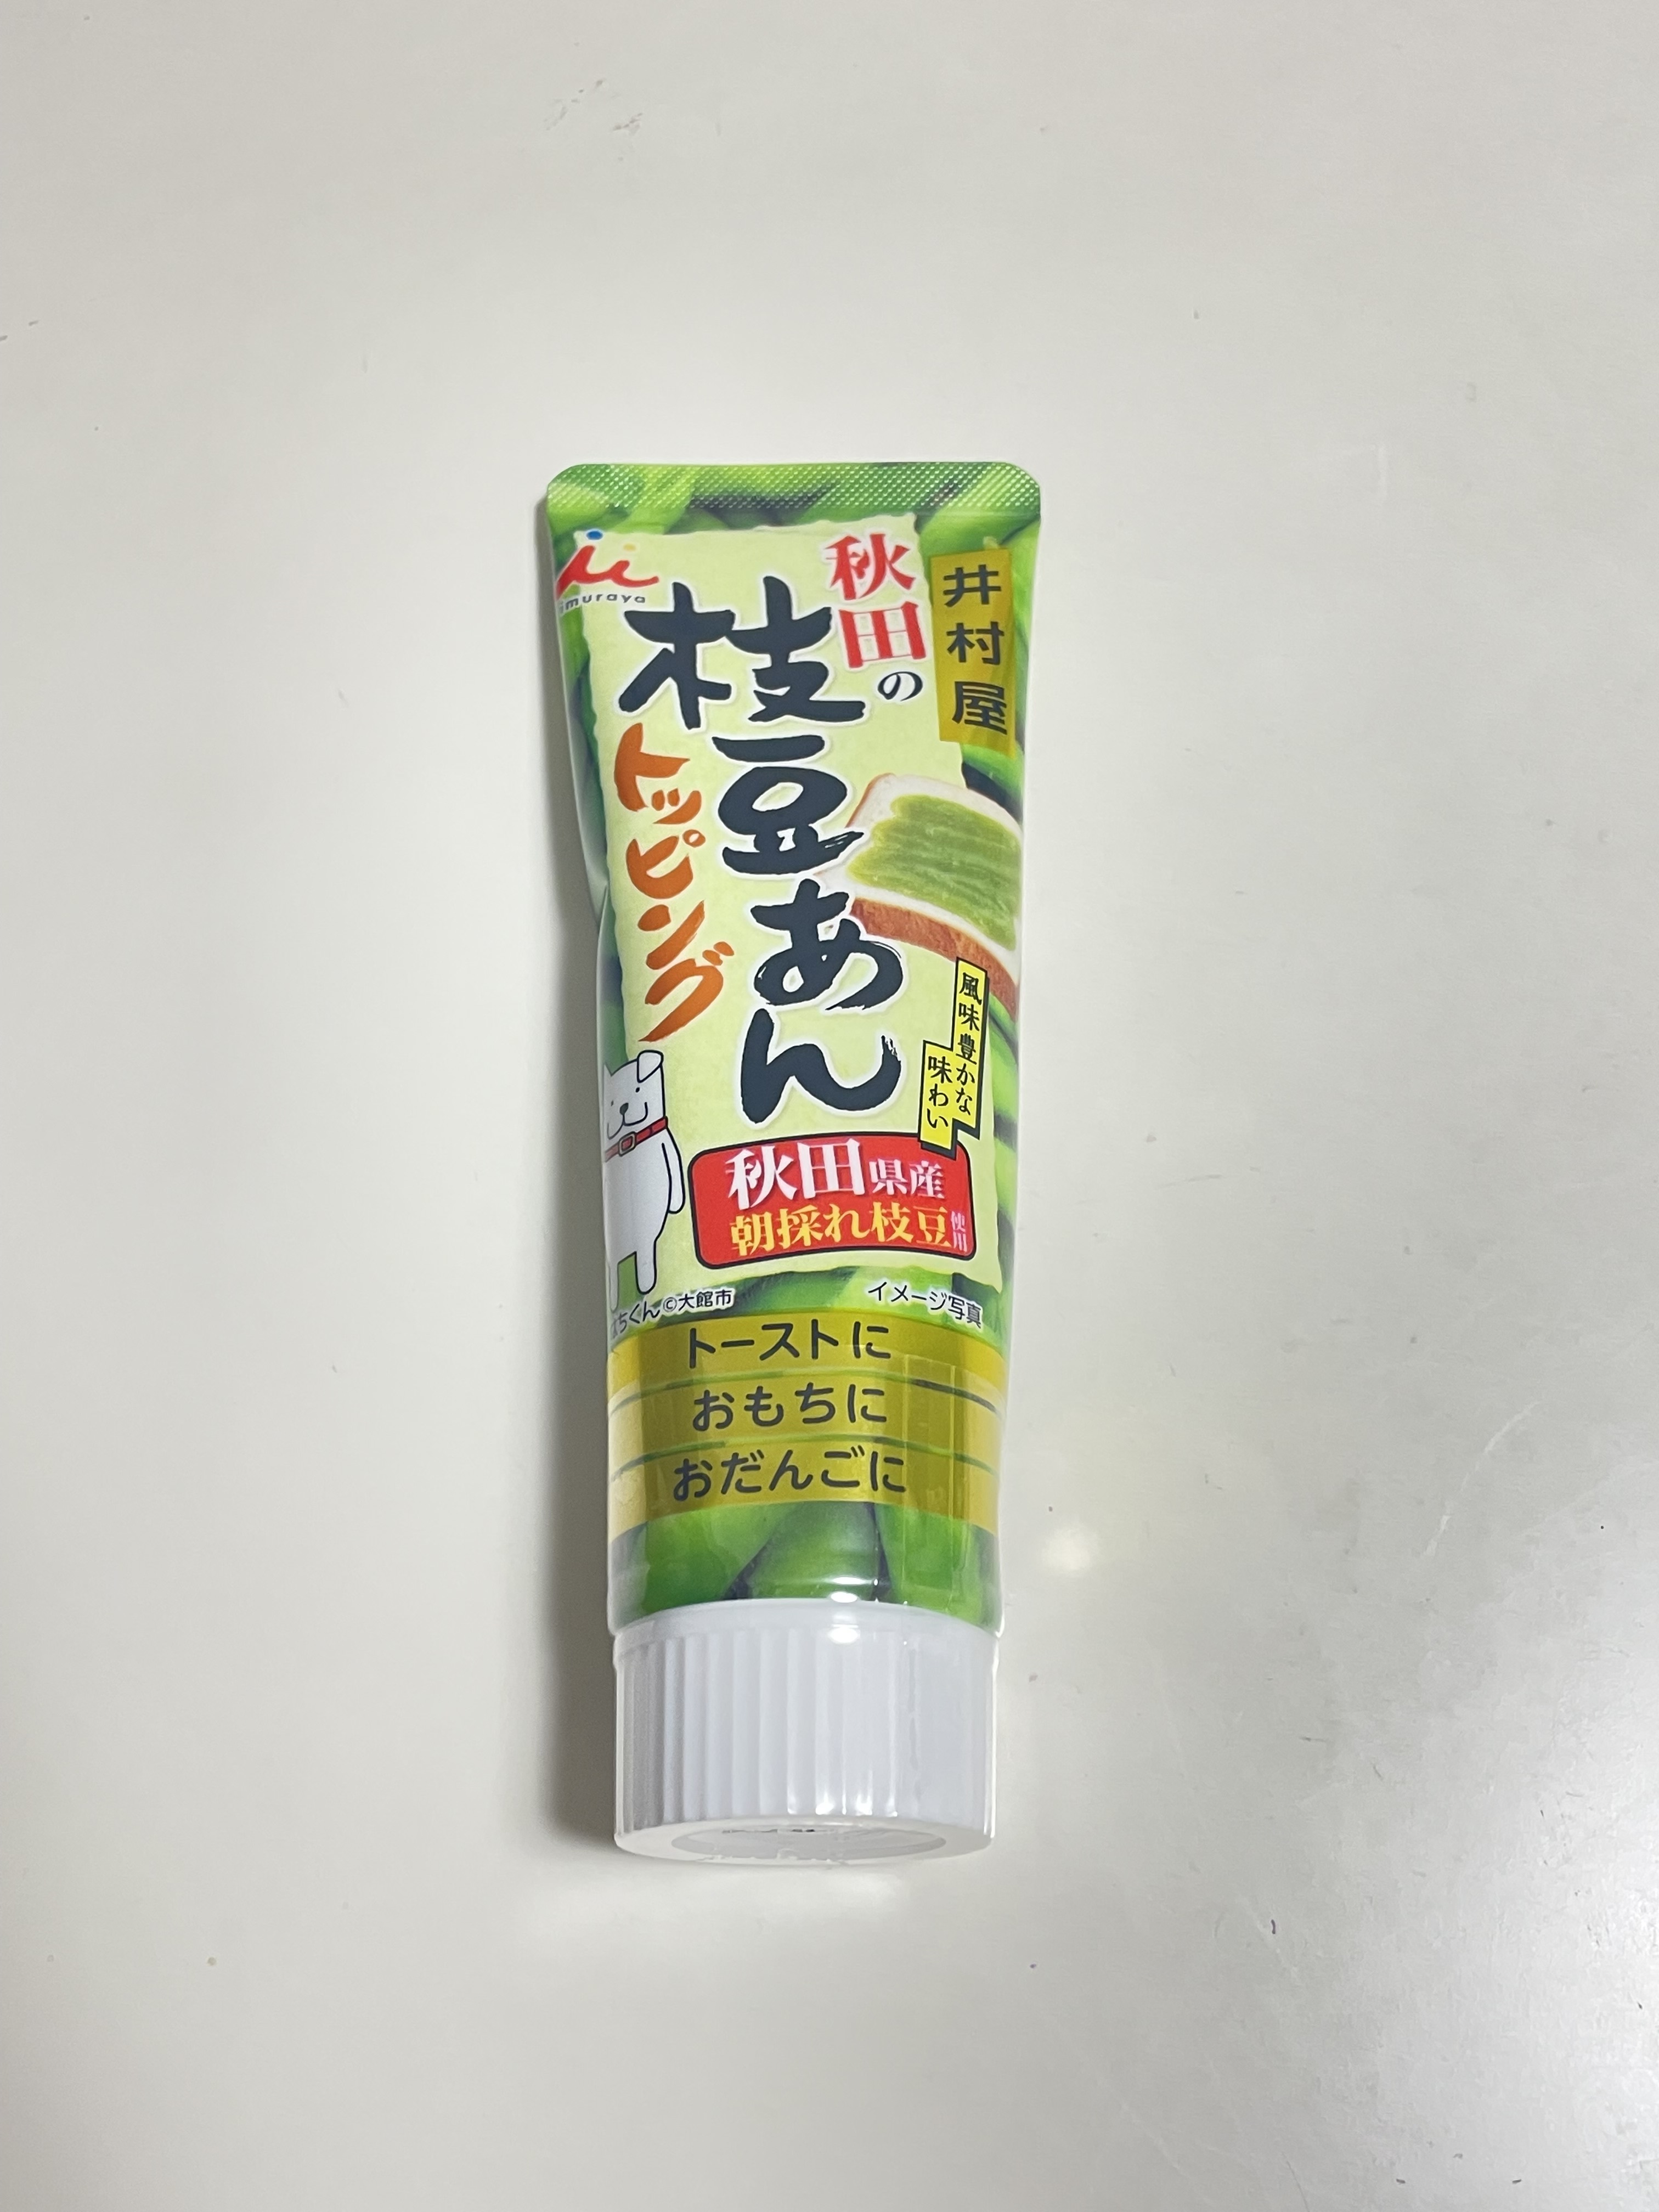 imuraya
井村屋
秋田の
枝豆あん
トッピング
風味豊かな
味わい
秋田県産
朝採れ枝豆使用
はちくん©大館市
イメージ写真
トーストに
おもちに
おだんごに